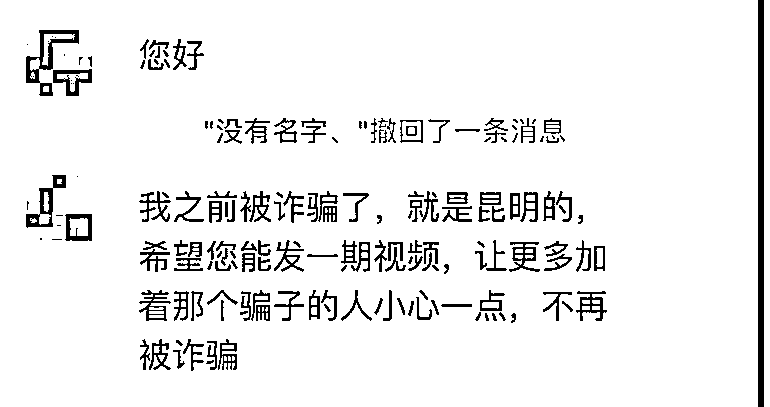 您好
"没有名字、"撤回了一条消息
我之前被诈骗了，就是昆明的，
希望您能发一期视频，让更多加
着那个骗子的人小心一点，不再
被诈骗